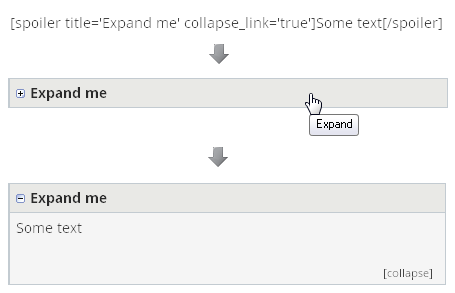 [spoiler title='Expand me' collapse_link='true']Some text[/spoiler]
Expand me
Expand
Expand me
Some text
[collapse]